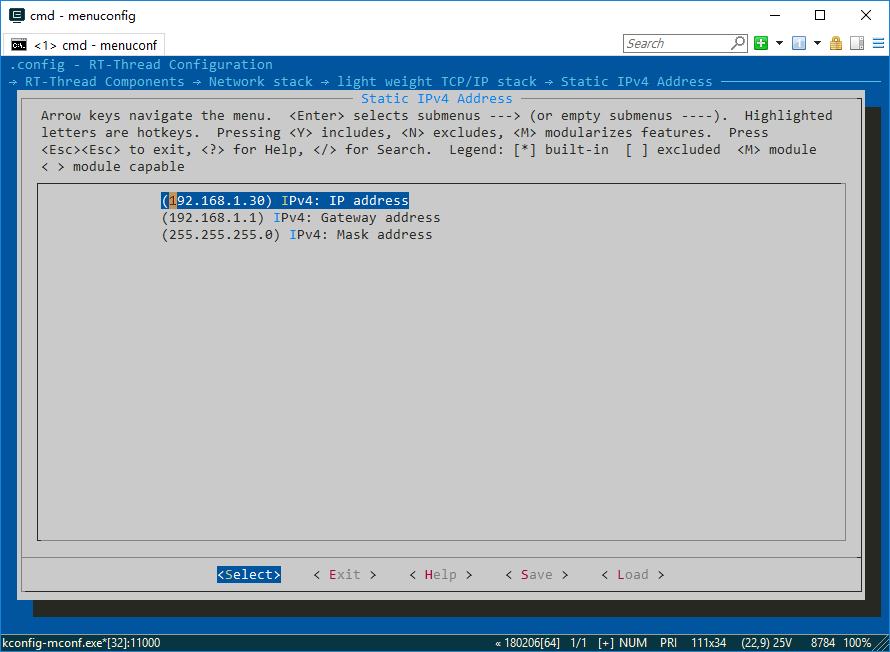 cmd - menuconfig
<1> cmd - menuconf
Search
.config - RT-Thread Configuration
→ RT-Thread Components → Network stack → light weight TCP/IP stack → Static IPv4 Address
Static IPv4 Address
Arrow keys navigate the menu.  <Enter> selects submenus ---> (or empty submenus ----).  Highlighted
letters are hotkeys.  Pressing <Y> includes, <N> excludes, <M> modularizes features.  Press
<Esc><Esc> to exit, <?> for Help, </> for Search.  Legend: [*] built-in  [ ] excluded  <M> module
< > module capable
(192.168.1.30) IPv4: IP address
(192.168.1.1) IPv4: Gateway address
(255.255.255.0) IPv4: Mask address
<Select>    < Exit >    < Help >    < Save >    < Load >
kconfig-mconf.exe*[32]:11000    « 180206[64]  1/1  [+] NUM  PRI  111x34  (22,9) 25V  8784  100%